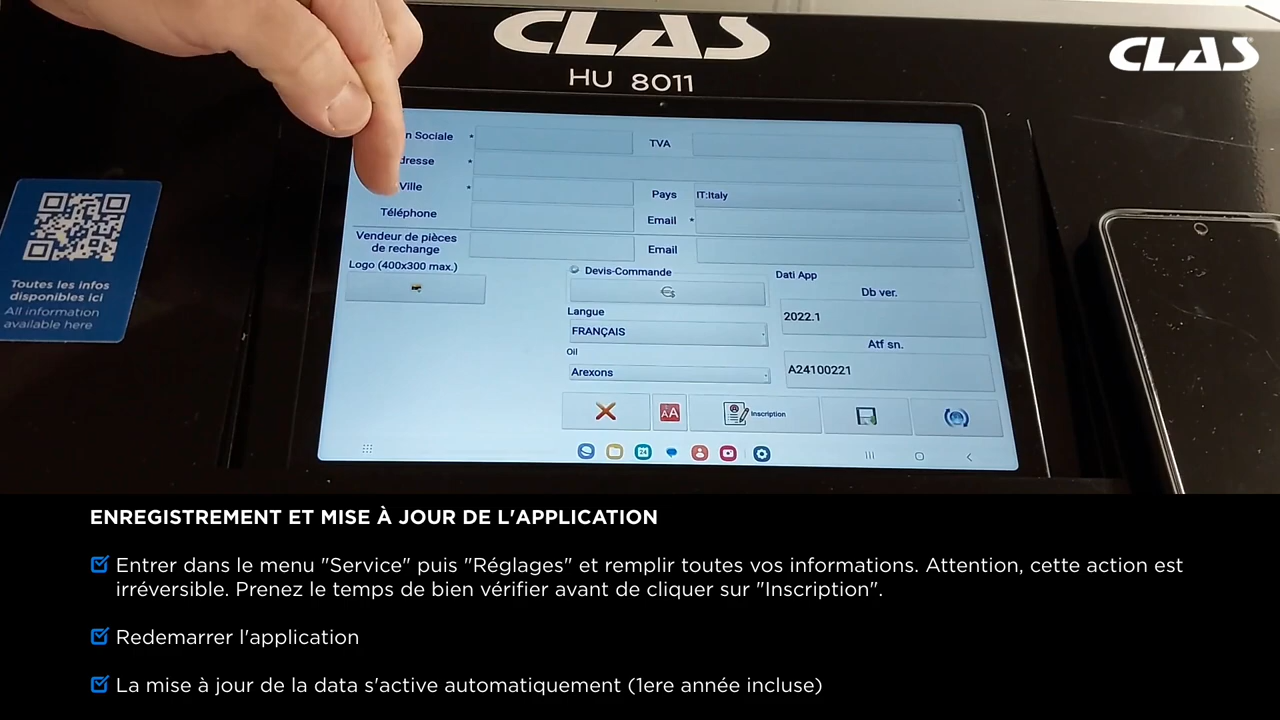 CLAS
HU 8011
CLAS
Sociale * TVA
*
Ville * Pays IT:Italy
Téléphone Email *
Vendeur de pièces
de rechange Email
Logo (400x300 max.)
Devis-Commande Dati App
Db ver.
Langue 2022.1
FRANÇAIS Atf sn.
Oil
Arexons A24100221
Inscription
24
Toutes les infos
disponibles ici
All information
available here
ENREGISTREMENT ET MISE À JOUR DE L'APPLICATION
Entrer dans le menu "Service" puis "Réglages" et remplir toutes vos informations. Attention, cette action est
irréversible. Prenez le temps de bien vérifier avant de cliquer sur "Inscription".
Redemarrer l'application
La mise à jour de la data s'active automatiquement (1ere année incluse)